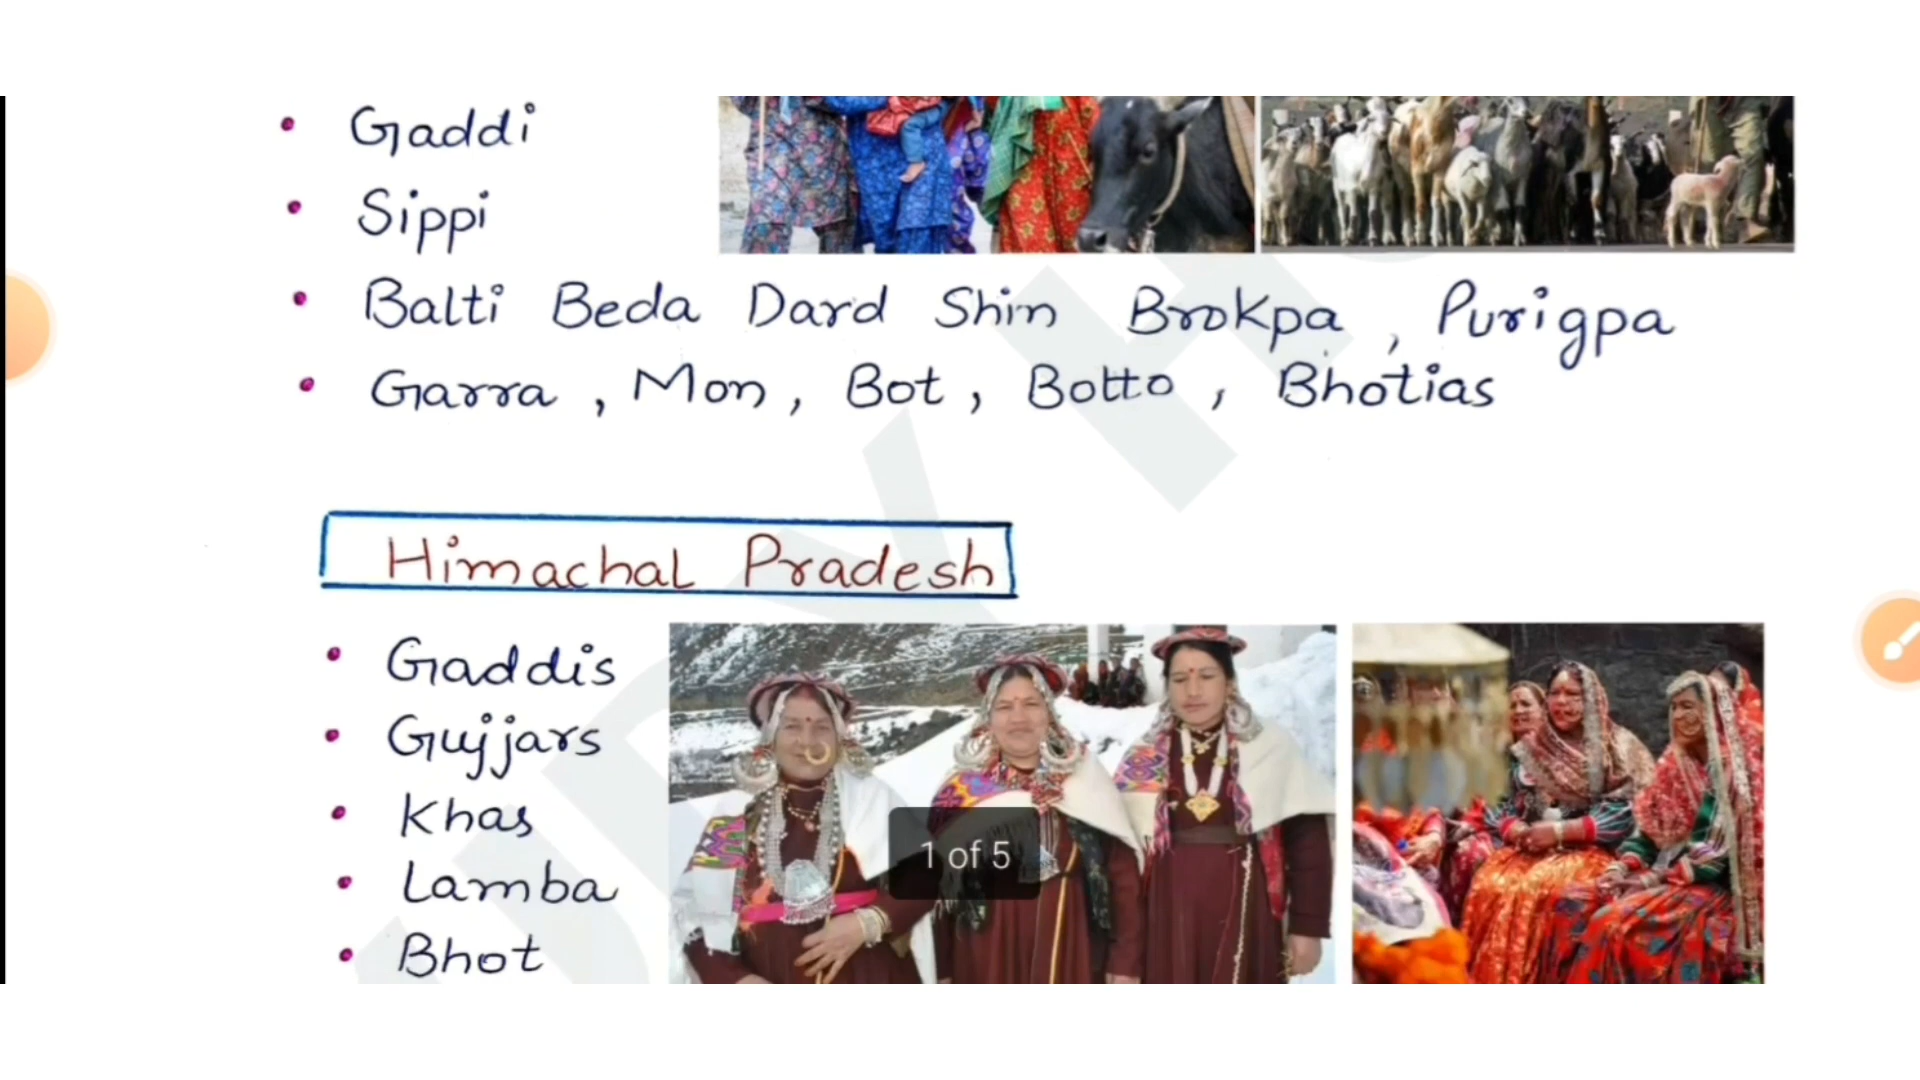 Gaddi
Sippi
Balti Beda Dard Shin Brokpa , Purigpa
Garra , Mon , Bot , Botto , Bhotias
Himachal Pradesh
Gaddis
Gujjars
Khas
Lamba
Bhot
1 of 5